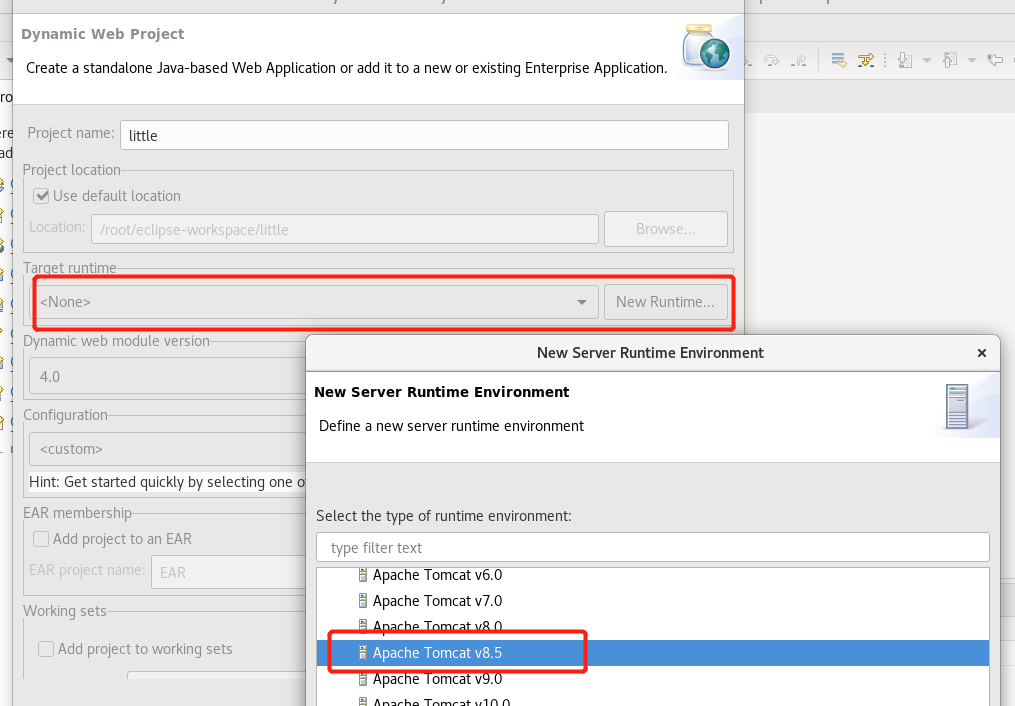 Dynamic Web Project
Create a standalone Java-based Web Application or add it to a new or existing Enterprise Application.
Project name: little
Project location
Use default location
Location: /root/eclipse-workspace/little Browse...
Target runtime
<None> New Runtime...
Dynamic web module version
4.0
Configuration
<custom>
Hint: Get started quickly by selecting one
EAR membership
Add project to an EAR
EAR project name: EAR
Working sets
Add project to working sets
New Server Runtime Environment
New Server Runtime Environment
Define a new server runtime environment
Select the type of runtime environment:
type filter text
Apache Tomcat v6.0
Apache Tomcat v7.0
Apache Tomcat v8.0
Apache Tomcat v8.5
Apache Tomcat v9.0
Apache Tomcat v10.0